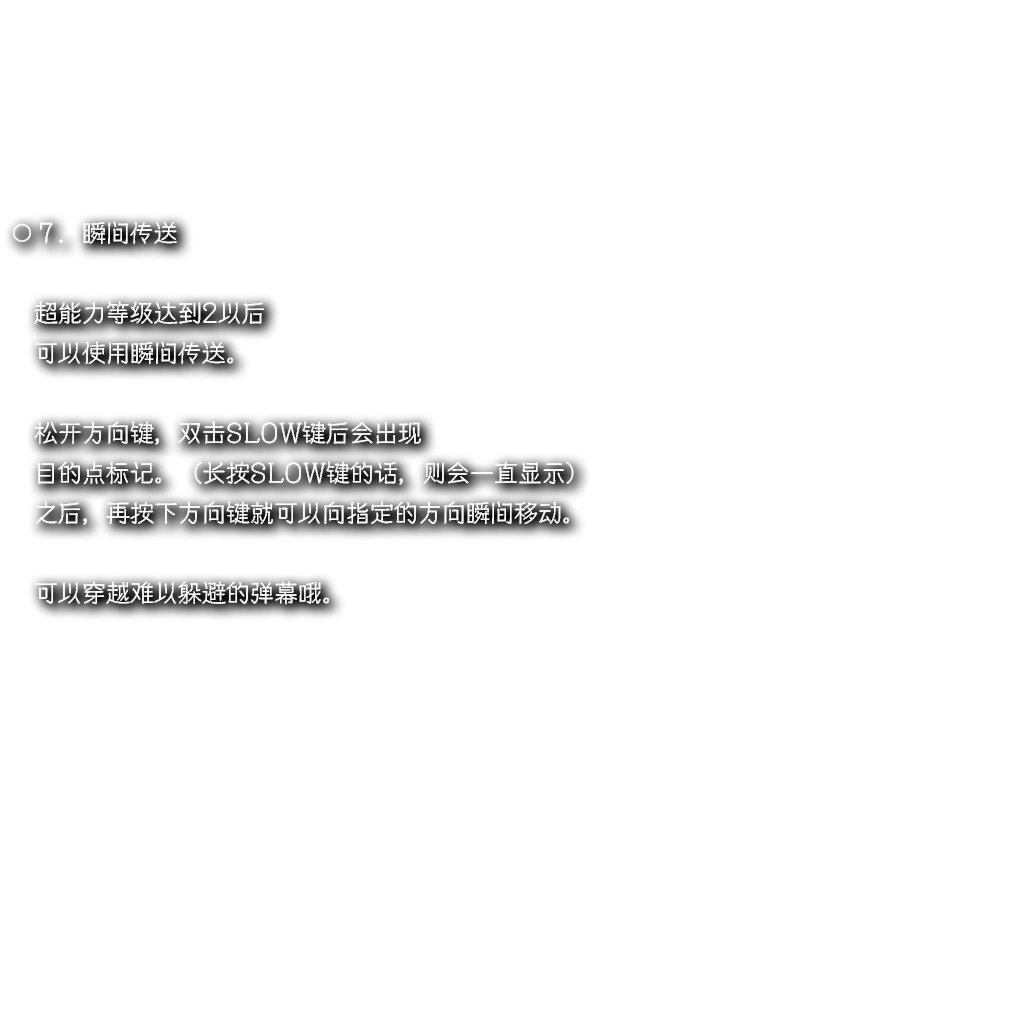 ○7. 瞬间传送
超能力等级达到2以后
可以使用瞬间传送。
松开方向键，双击SLOW键后会出现
目的点标记。（长按SLOW键的话，则会一直显示）
之后，再按下方向键就可以向指定的方向瞬间移动。
可以穿越难以躲避的弹幕哦。